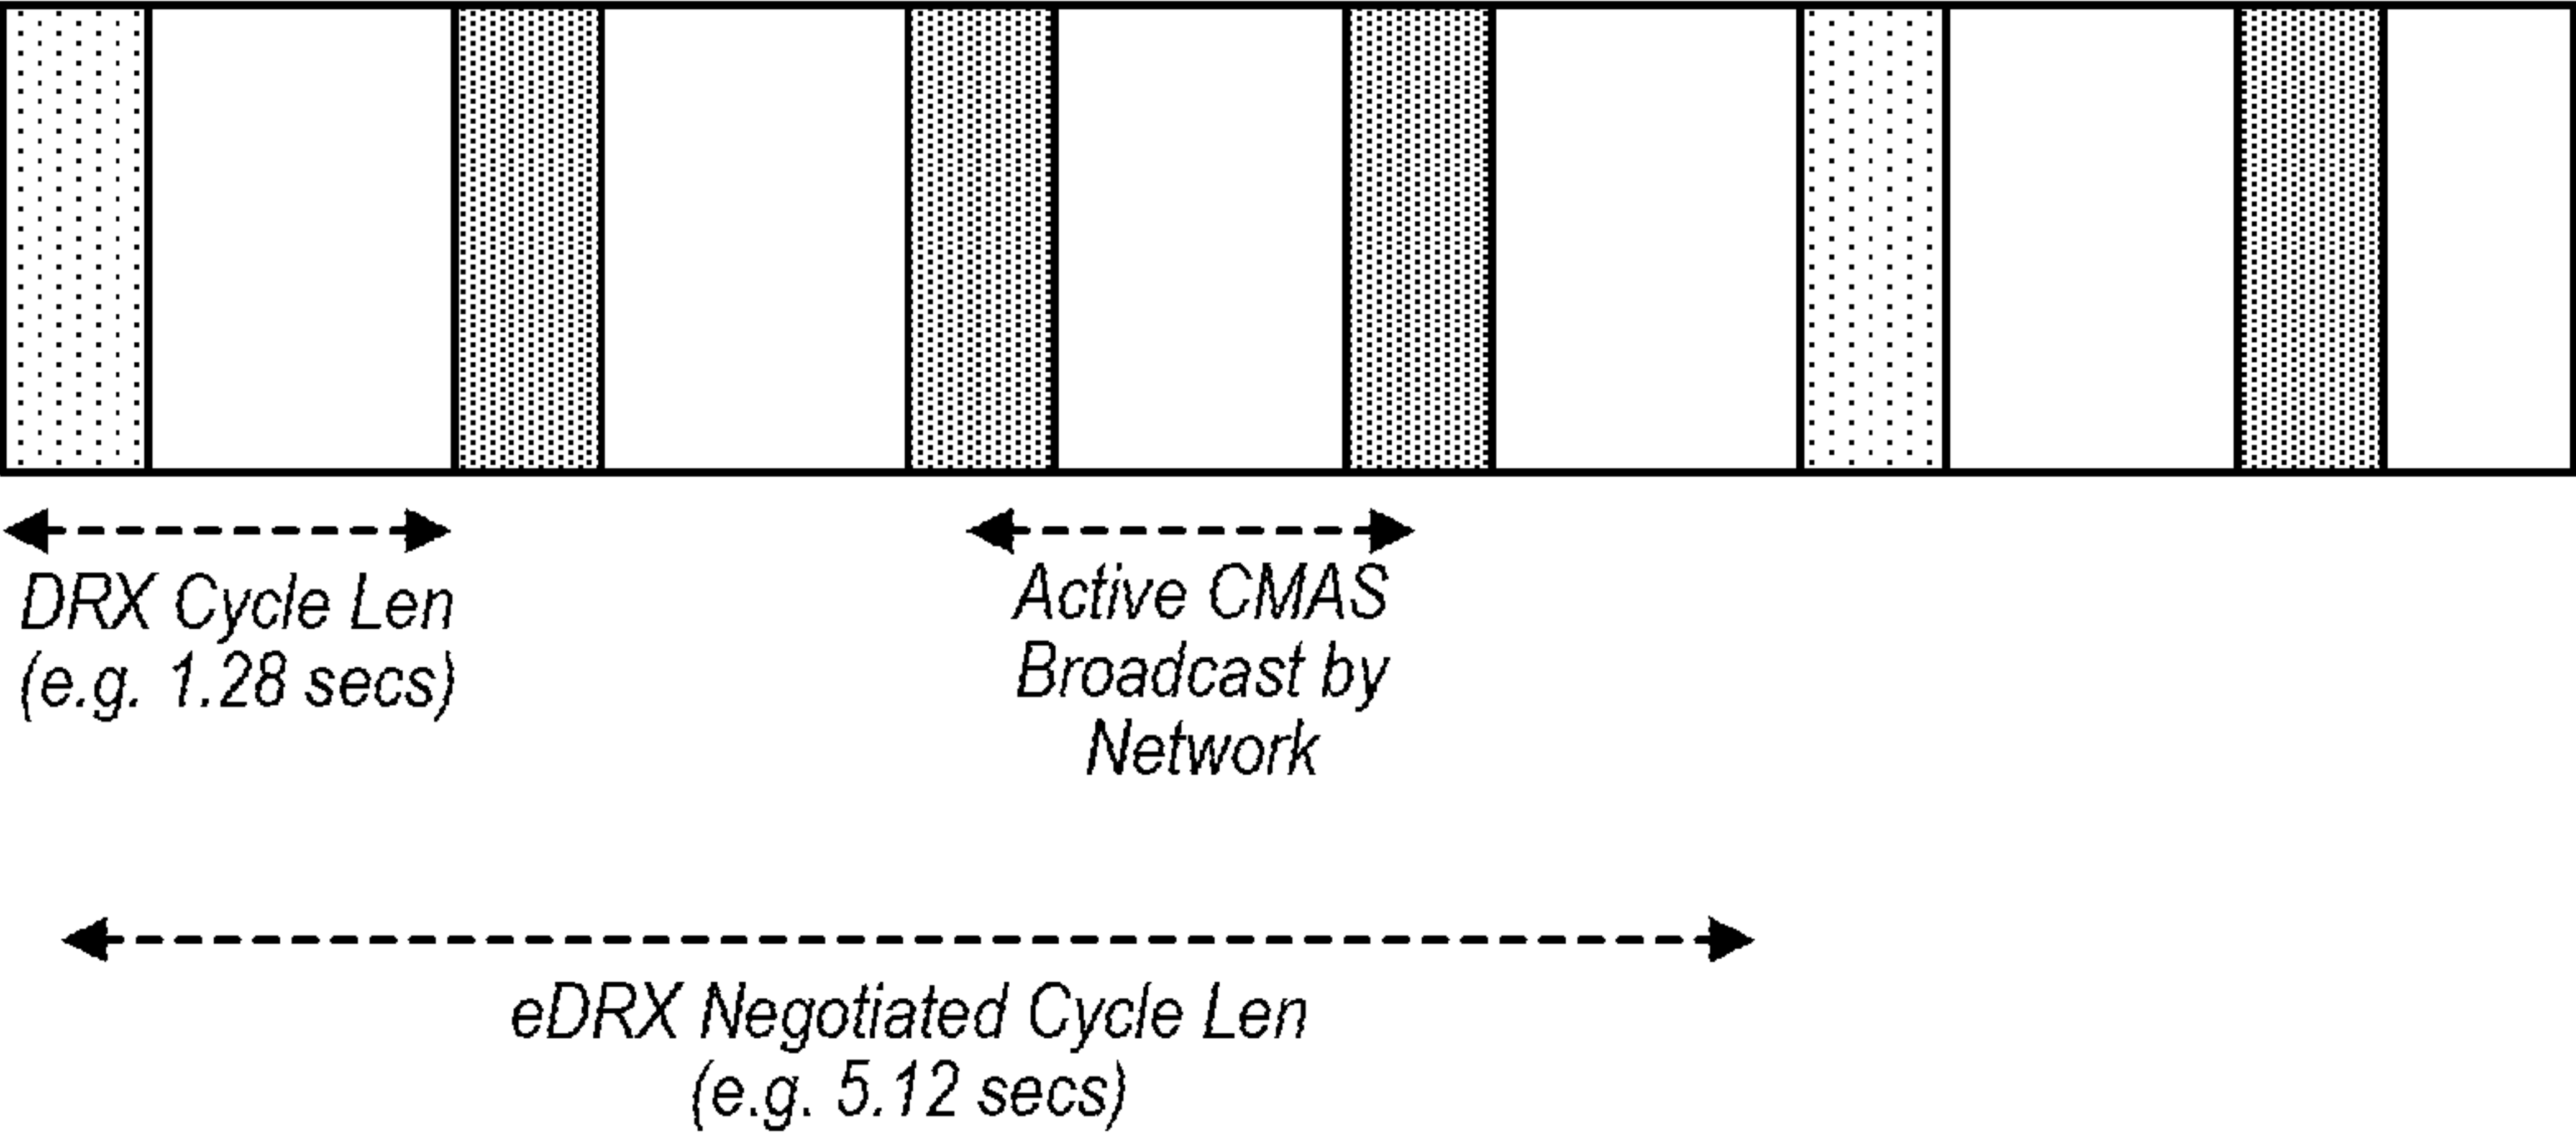 DRX Cycle Len
(e.g. 1.28 secs)
Active CMAS
Broadcast by
Network
eDRX Negotiated Cycle Len
(e.g. 5.12 secs)